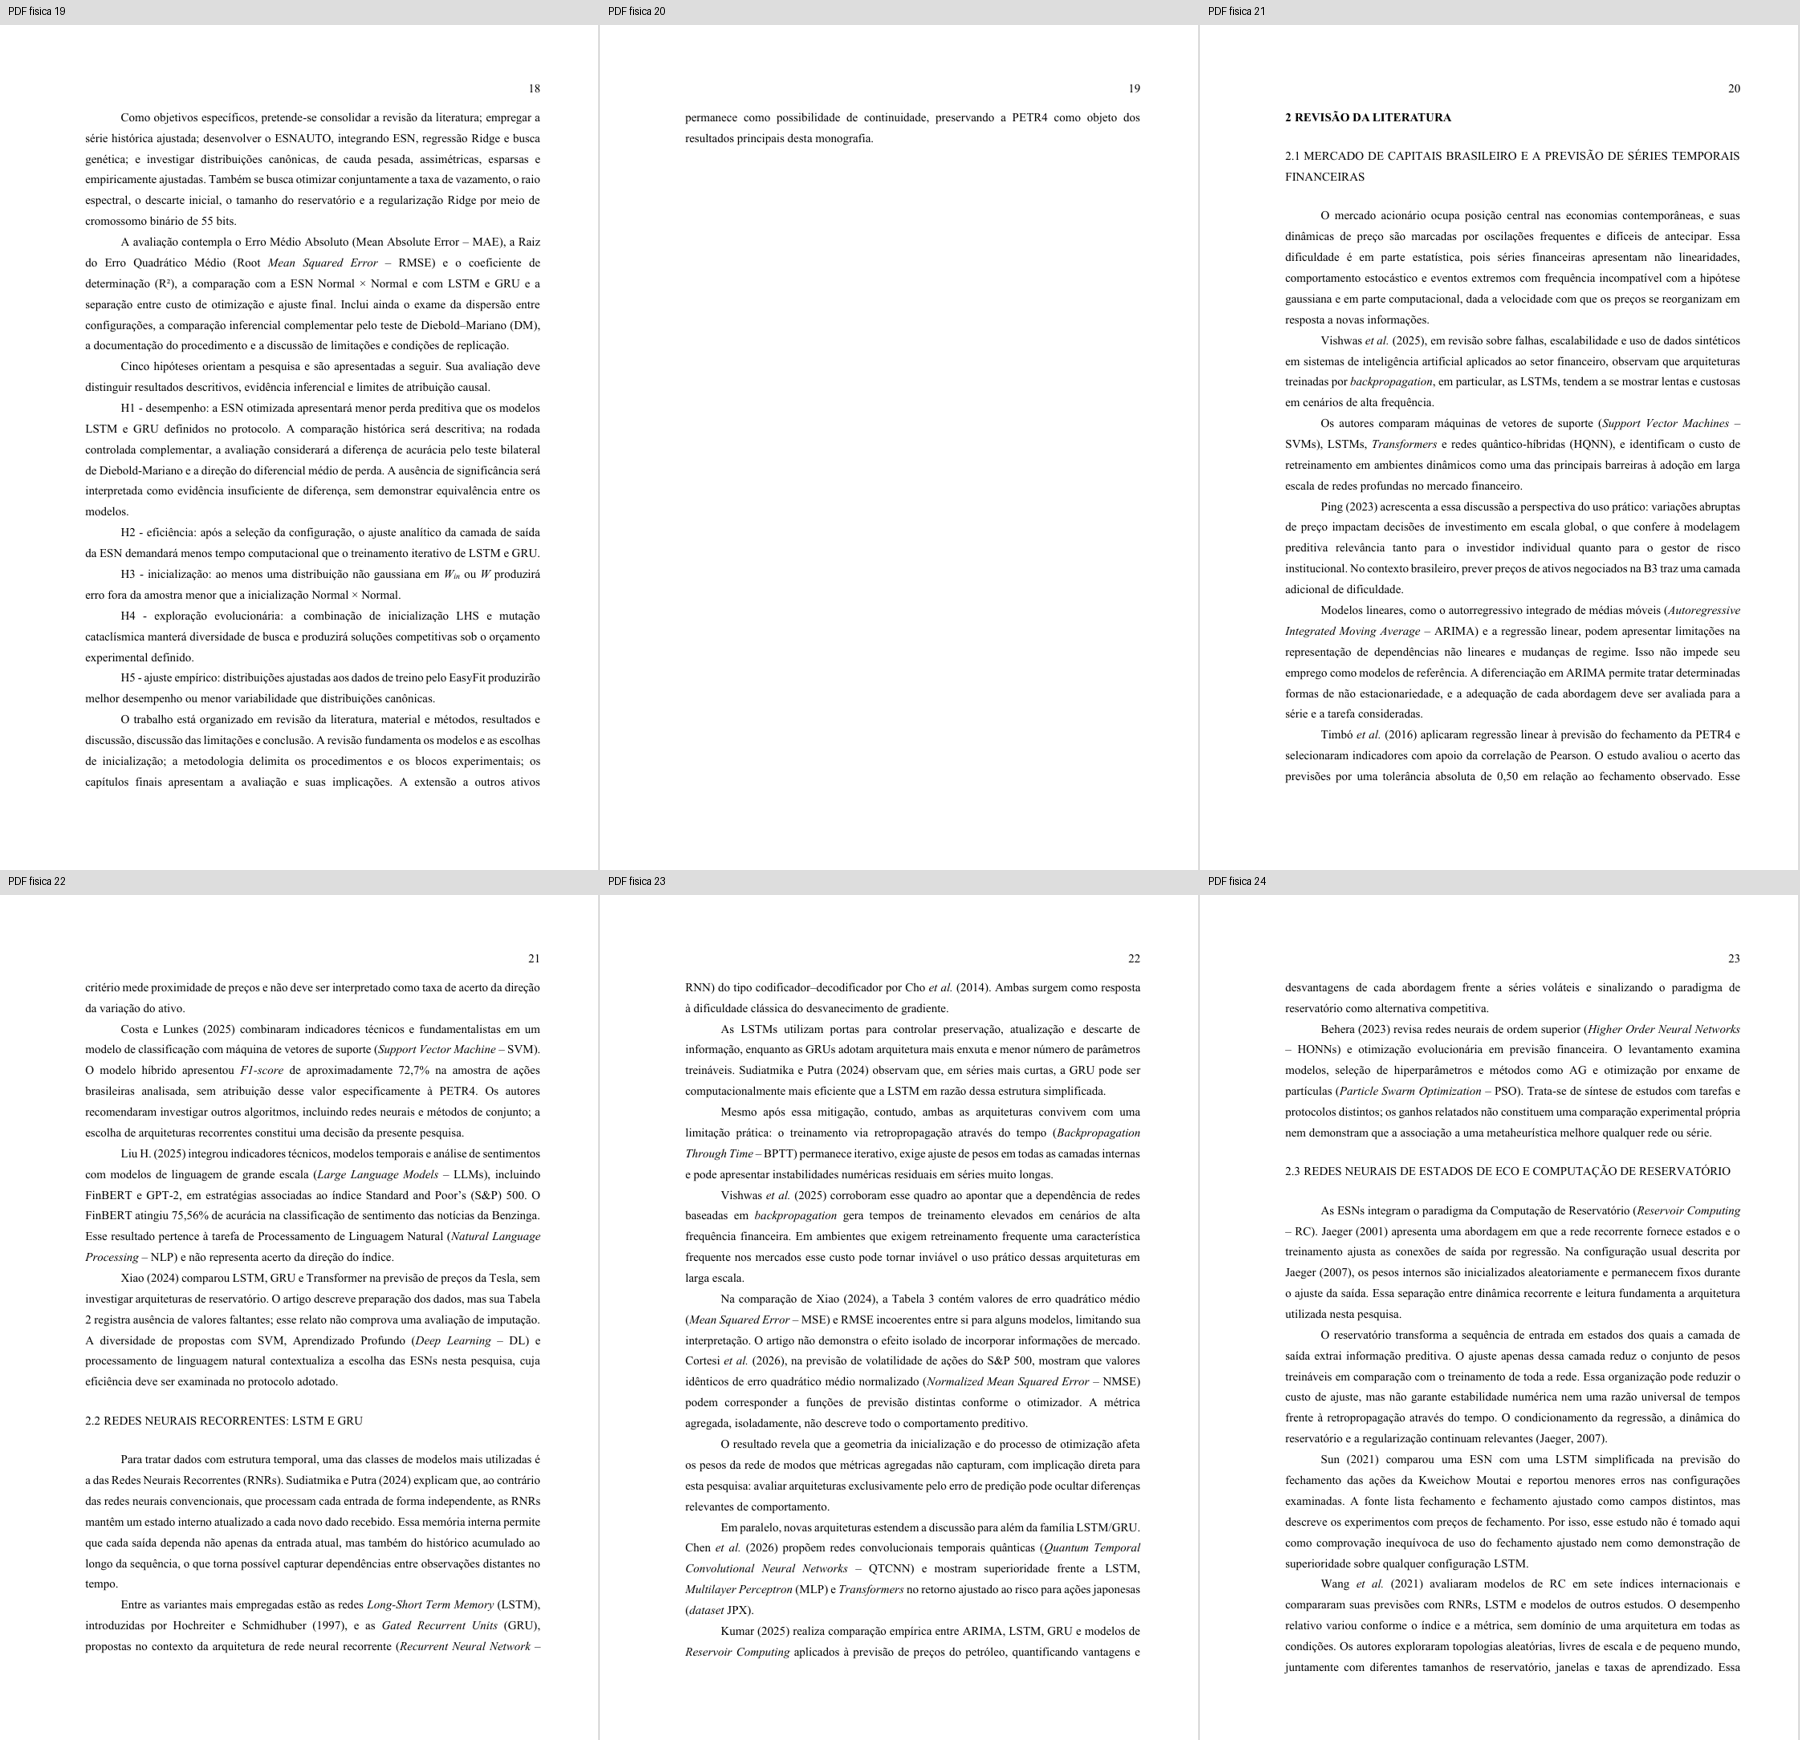 PDF fisica 19
18
Como objetivos específicos, pretende-se consolidar a revisão da literatura; empregar a
série histórica ajustada; desenvolver o ESNAUTO, integrando ESN, regressão Ridge e busca
genética; e investigar distribuições canônicas, de cauda pesada, assimétricas, esparsas e
empiricamente ajustadas. Também se busca otimizar conjuntamente a taxa de vazamento, o raio
espectral, o descarte inicial, o tamanho do reservatório e a regularização Ridge por meio de
cromossomo binário de 55 bits.
A avaliação contempla o Erro Médio Absoluto (Mean Absolute Error – MAE), a Raiz
do Erro Quadrático Médio (Root Mean Squared Error – RMSE) e o coeficiente de
determinação (R²), a comparação com a ESN Normal × Normal e com LSTM e GRU e a
separação entre custo de otimização e ajuste final. Inclui ainda o exame da dispersão entre
configurações, a comparação inferencial complementar pelo teste de Diebold–Mariano (DM),
a documentação do procedimento e a discussão de limitações e condições de replicação.
Cinco hipóteses orientam a pesquisa e são apresentadas a seguir. Sua avaliação deve
distinguir resultados descritivos, evidência inferencial e limites de atribuição causal.
H1 - desempenho: a ESN otimizada apresentará menor perda preditiva que os modelos
LSTM e GRU definidos no protocolo. A comparação histórica será descritiva; na rodada
controlada complementar, a avaliação considerará a diferença de acurácia pelo teste bilateral
de Diebold-Mariano e a direção do diferencial médio de perda. A ausência de significância será
interpretada como evidência insuficiente de diferença, sem demonstrar equivalência entre os
modelos.
H2 - eficiência: após a seleção da configuração, o ajuste analítico da camada de saída
da ESN demandará menos tempo computacional que o treinamento iterativo de LSTM e GRU.
H3 - inicialização: ao menos uma distribuição não gaussiana em Win ou W produzirá
erro fora da amostra menor que a inicialização Normal × Normal.
H4 - exploração evolucionária: a combinação de inicialização LHS e mutação
cataclísmica manterá diversidade de busca e produzirá soluções competitivas sob o orçamento
experimental definido.
H5 - ajuste empírico: distribuições ajustadas aos dados de treino pelo EasyFit produzirão
melhor desempenho ou menor variabilidade que distribuições canônicas.
O trabalho está organizado em revisão da literatura, material e métodos, resultados e
discussão, discussão das limitações e conclusão. A revisão fundamenta os modelos e as escolhas
de inicialização; a metodologia delimita os procedimentos e os blocos experimentais; os
capítulos finais apresentam a avaliação e suas implicações. A extensão a outros ativos
PDF fisica 20
19
permanece como possibilidade de continuidade, preservando a PETR4 como objeto dos
resultados principais desta monografia.
PDF fisica 21
20
2 REVISÃO DA LITERATURA
2.1 MERCADO DE CAPITAIS BRASILEIRO E A PREVISÃO DE SÉRIES TEMPORAIS
FINANCEIRAS
O mercado acionário ocupa posição central nas economias contemporâneas, e suas
dinâmicas de preço são marcadas por oscilações frequentes e difíceis de antecipar. Essa
dificuldade é em parte estatística, pois séries financeiras apresentam não linearidades,
comportamento estocástico e eventos extremos com frequência incompatível com a hipótese
gaussiana e em parte computacional, dada a velocidade com que os preços se reorganizam em
resposta a novas informações.
Vishwas et al. (2025), em revisão sobre falhas, escalabilidade e uso de dados sintéticos
em sistemas de inteligência artificial aplicados ao setor financeiro, observam que arquiteturas
treinadas por backpropagation, em particular, as LSTMs, tendem a se mostrar lentas e custosas
em cenários de alta frequência.
Os autores comparam máquinas de vetores de suporte (Support Vector Machines –
SVMs), LSTMs, Transformers e redes quântico-híbridas (HQNN), e identificam o custo de
retreinamento em ambientes dinâmicos como uma das principais barreiras à adoção em larga
escala de redes profundas no mercado financeiro.
Ping (2023) acrescenta a essa discussão a perspectiva do uso prático: variações abruptas
de preço impactam decisões de investimento em escala global, o que confere à modelagem
preditiva relevância tanto para o investidor individual quanto para o gestor de risco
institucional. No contexto brasileiro, prever preços de ativos negociados na B3 traz uma camada
adicional de dificuldade.
Modelos lineares, como o autorregressivo integrado de médias móveis (Autoregressive
Integrated Moving Average – ARIMA) e a regressão linear, podem apresentar limitações na
representação de dependências não lineares e mudanças de regime. Isso não impede seu
emprego como modelos de referência. A diferenciação em ARIMA permite tratar determinadas
formas de não estacionariedade, e a adequação de cada abordagem deve ser avaliada para a
série e a tarefa consideradas.
Timbó et al. (2016) aplicaram regressão linear à previsão do fechamento da PETR4 e
selecionaram indicadores com apoio da correlação de Pearson. O estudo avaliou o acerto das
previsões por uma tolerância absoluta de 0,50 em relação ao fechamento observado. Esse
PDF fisica 22
21
critério mede proximidade de preços e não deve ser interpretado como taxa de acerto da direção
da variação do ativo.
Costa e Lunkes (2025) combinaram indicadores técnicos e fundamentalistas em um
modelo de classificação com máquina de vetores de suporte (Support Vector Machine – SVM).
O modelo híbrido apresentou F1-score de aproximadamente 72,7% na amostra de ações
brasileiras analisada, sem atribuição desse valor especificamente à PETR4. Os autores
recomendaram investigar outros algoritmos, incluindo redes neurais e métodos de conjunto; a
escolha de arquiteturas recorrentes constitui uma decisão da presente pesquisa.
Liu H. (2025) integrou indicadores técnicos, modelos temporais e análise de sentimentos
com modelos de linguagem de grande escala (Large Language Models – LLMs), incluindo
FinBERT e GPT-2, em estratégias associadas ao índice Standard and Poor’s (S&P) 500. O
FinBERT atingiu 75,56% de acurácia na classificação de sentimento das notícias da Benzinga.
Esse resultado pertence à tarefa de Processamento de Linguagem Natural (Natural Language
Processing – NLP) e não representa acerto da direção do índice.
Xiao (2024) comparou LSTM, GRU e Transformer na previsão de preços da Tesla, sem
investigar arquiteturas de reservatório. O artigo descreve preparação dos dados, mas sua Tabela
2 registra ausência de valores faltantes; esse relato não comprova uma avaliação de imputação.
A diversidade de propostas com SVM, Aprendizado Profundo (Deep Learning – DL) e
processamento de linguagem natural contextualiza a escolha das ESNs nesta pesquisa, cuja
eficiência deve ser examinada no protocolo adotado.
2.2 REDES NEURAIS RECORRENTES: LSTM E GRU
Para tratar dados com estrutura temporal, uma das classes de modelos mais utilizadas é
a das Redes Neurais Recorrentes (RNRs). Sudiatmika e Putra (2024) explicam que, ao contrário
das redes neurais convencionais, que processam cada entrada de forma independente, as RNRs
mantêm um estado interno atualizado a cada novo dado recebido. Essa memória interna permite
que cada saída dependa não apenas da entrada atual, mas também do histórico acumulado ao
longo da sequência, o que torna possível capturar dependências entre observações distantes no
tempo.
Entre as variantes mais empregadas estão as redes Long-Short Term Memory (LSTM),
introduzidas por Hochreiter e Schmidhuber (1997), e as Gated Recurrent Units (GRU),
propostas no contexto da arquitetura de rede neural recorrente (Recurrent Neural Network –
PDF fisica 23
22
RNN) do tipo codificador–decodificador por Cho et al. (2014). Ambas surgem como resposta
à dificuldade clássica do desvanecimento de gradiente.
As LSTMs utilizam portas para controlar preservação, atualização e descarte de
informação, enquanto as GRUs adotam arquitetura mais enxuta e menor número de parâmetros
treináveis. Sudiatmika e Putra (2024) observam que, em séries mais curtas, a GRU pode ser
computacionalmente mais eficiente que a LSTM em razão dessa estrutura simplificada.
Mesmo após essa mitigação, contudo, ambas as arquiteturas convivem com uma
limitação prática: o treinamento via retropropagação através do tempo (Backpropagation
Through Time – BPTT) permanece iterativo, exige ajuste de pesos em todas as camadas internas
e pode apresentar instabilidades numéricas residuais em séries muito longas.
Vishwas et al. (2025) corroboram esse quadro ao apontar que a dependência de redes
baseadas em backpropagation gera tempos de treinamento elevados em cenários de alta
frequência financeira. Em ambientes que exigem retreinamento frequente uma característica
frequente nos mercados esse custo pode tornar inviável o uso prático dessas arquiteturas em
larga escala.
Na comparação de Xiao (2024), a Tabela 3 contém valores de erro quadrático médio
(Mean Squared Error – MSE) e RMSE incoerentes entre si para alguns modelos, limitando sua
interpretação. O artigo não demonstra o efeito isolado de incorporar informações de mercado.
Cortesi et al. (2026), na previsão de volatilidade de ações do S&P 500, mostram que valores
idênticos de erro quadrático médio normalizado (Normalized Mean Squared Error – NMSE)
podem corresponder a funções de previsão distintas conforme o otimizador. A métrica
agregada, isoladamente, não descreve todo o comportamento preditivo.
O resultado revela que a geometria da inicialização e do processo de otimização afeta
os pesos da rede de modos que métricas agregadas não capturam, com implicação direta para
esta pesquisa: avaliar arquiteturas exclusivamente pelo erro de predição pode ocultar diferenças
relevantes de comportamento.
Em paralelo, novas arquiteturas estendem a discussão para além da família LSTM/GRU.
Chen et al. (2026) propõem redes convolucionais temporais quânticas (Quantum Temporal
Convolutional Neural Networks – QTCNN) e mostram superioridade frente a LSTM,
Multilayer Perceptron (MLP) e Transformers no retorno ajustado ao risco para ações japonesas
(dataset JPX).
Kumar (2025) realiza comparação empírica entre ARIMA, LSTM, GRU e modelos de
Reservoir Computing aplicados à previsão de preços do petróleo, quantificando vantagens e
PDF fisica 24
23
desvantagens de cada abordagem frente a séries voláteis e sinalizando o paradigma de
reservatório como alternativa competitiva.
Behera (2023) revisa redes neurais de ordem superior (Higher Order Neural Networks
– HONNs) e otimização evolucionária em previsão financeira. O levantamento examina
modelos, seleção de hiperparâmetros e métodos como AG e otimização por enxame de
partículas (Particle Swarm Optimization – PSO). Trata-se de síntese de estudos com tarefas e
protocolos distintos; os ganhos relatados não constituem uma comparação experimental própria
nem demonstram que a associação a uma metaheurística melhore qualquer rede ou série.
2.3 REDES NEURAIS DE ESTADOS DE ECO E COMPUTAÇÃO DE RESERVATÓRIO
As ESNs integram o paradigma da Computação de Reservatório (Reservoir Computing
– RC). Jaeger (2001) apresenta uma abordagem em que a rede recorrente fornece estados e o
treinamento ajusta as conexões de saída por regressão. Na configuração usual descrita por
Jaeger (2007), os pesos internos são inicializados aleatoriamente e permanecem fixos durante
o ajuste da saída. Essa separação entre dinâmica recorrente e leitura fundamenta a arquitetura
utilizada nesta pesquisa.
O reservatório transforma a sequência de entrada em estados dos quais a camada de
saída extrai informação preditiva. O ajuste apenas dessa camada reduz o conjunto de pesos
treináveis em comparação com o treinamento de toda a rede. Essa organização pode reduzir o
custo de ajuste, mas não garante estabilidade numérica nem uma razão universal de tempos
frente à retropropagação através do tempo. O condicionamento da regressão, a dinâmica do
reservatório e a regularização continuam relevantes (Jaeger, 2007).
Sun (2021) comparou uma ESN com uma LSTM simplificada na previsão do
fechamento das ações da Kweichow Moutai e reportou menores erros nas configurações
examinadas. A fonte lista fechamento e fechamento ajustado como campos distintos, mas
descreve os experimentos com preços de fechamento. Por isso, esse estudo não é tomado aqui
como comprovação inequívoca de uso do fechamento ajustado nem como demonstração de
superioridade sobre qualquer configuração LSTM.
Wang et al. (2021) avaliaram modelos de RC em sete índices internacionais e
compararam suas previsões com RNRs, LSTM e modelos de outros estudos. O desempenho
relativo variou conforme o índice e a métrica, sem domínio de uma arquitetura em todas as
condições. Os autores exploraram topologias aleatórias, livres de escala e de pequeno mundo,
juntamente com diferentes tamanhos de reservatório, janelas e taxas de aprendizado. Essa